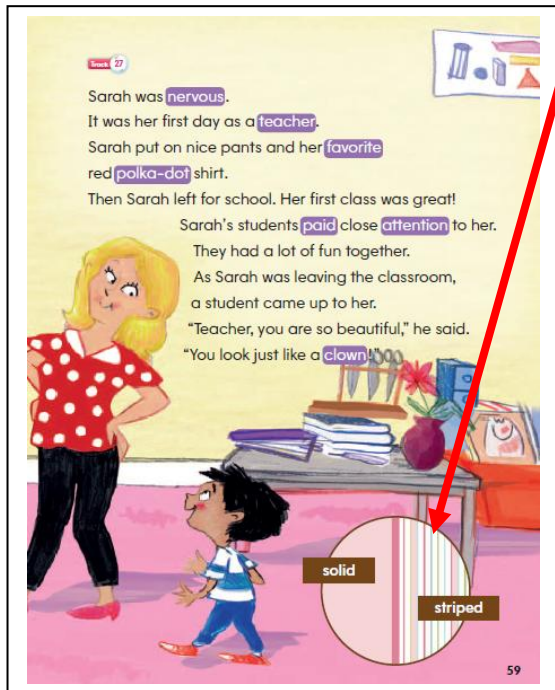 Track 27
Sarah was nervous.
It was her first day as a teacher.
Sarah put on nice pants and her favorite
red polka-dot shirt.
Then Sarah left for school. Her first class was great!
Sarah's students paid close attention to her.
They had a lot of fun together.
As Sarah was leaving the classroom,
a student came up to her.
“Teacher, you are so beautiful,” he said.
“You look just like a clown!”
solid
striped
59